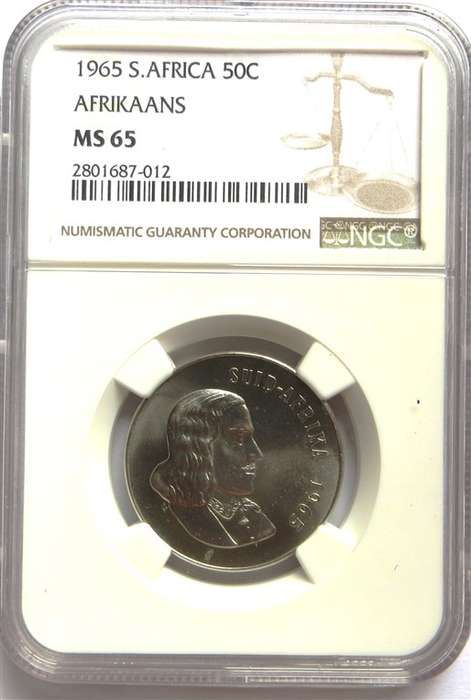 1965 S.AFRICA 50C
AFRIKAANS
MS 65
2801687-012
NUMISMATIC GUARANTY CORPORATION
NGC®
SUID-AFRIKA 1965